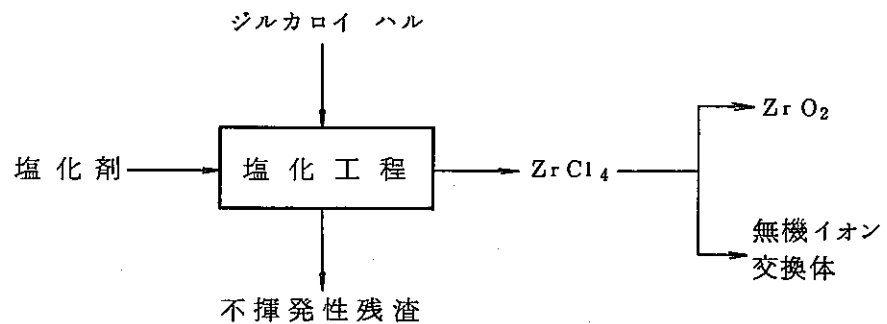 ジルカロイ ハル
塩化剤
塩化工程
ZrCl4
ZrO2
無機イオン
交換体
不揮発性残渣